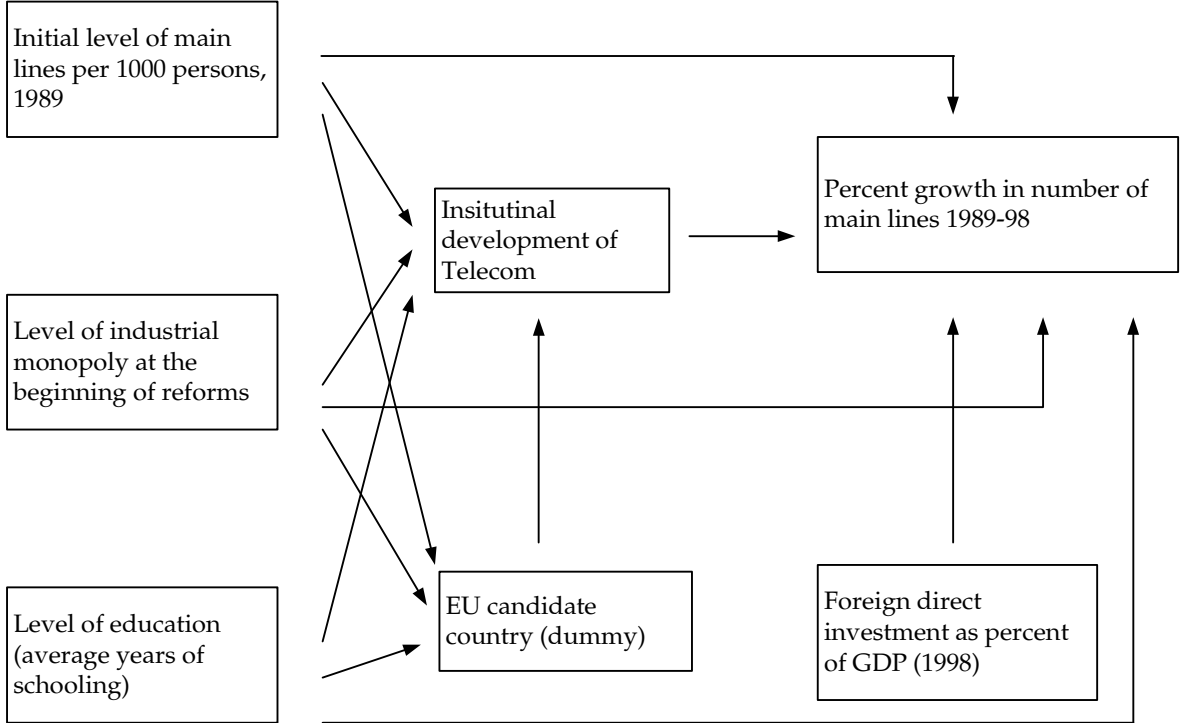 Initial level of main
lines per 1000 persons,
1989
Percent growth in number of
main lines 1989-98
Insitutinal
development of
Telecom
Level of industrial
monopoly at the
beginning of reforms
EU candidate
country (dummy)
Foreign direct
investment as percent
of GDP (1998)
Level of education
(average years of
schooling)